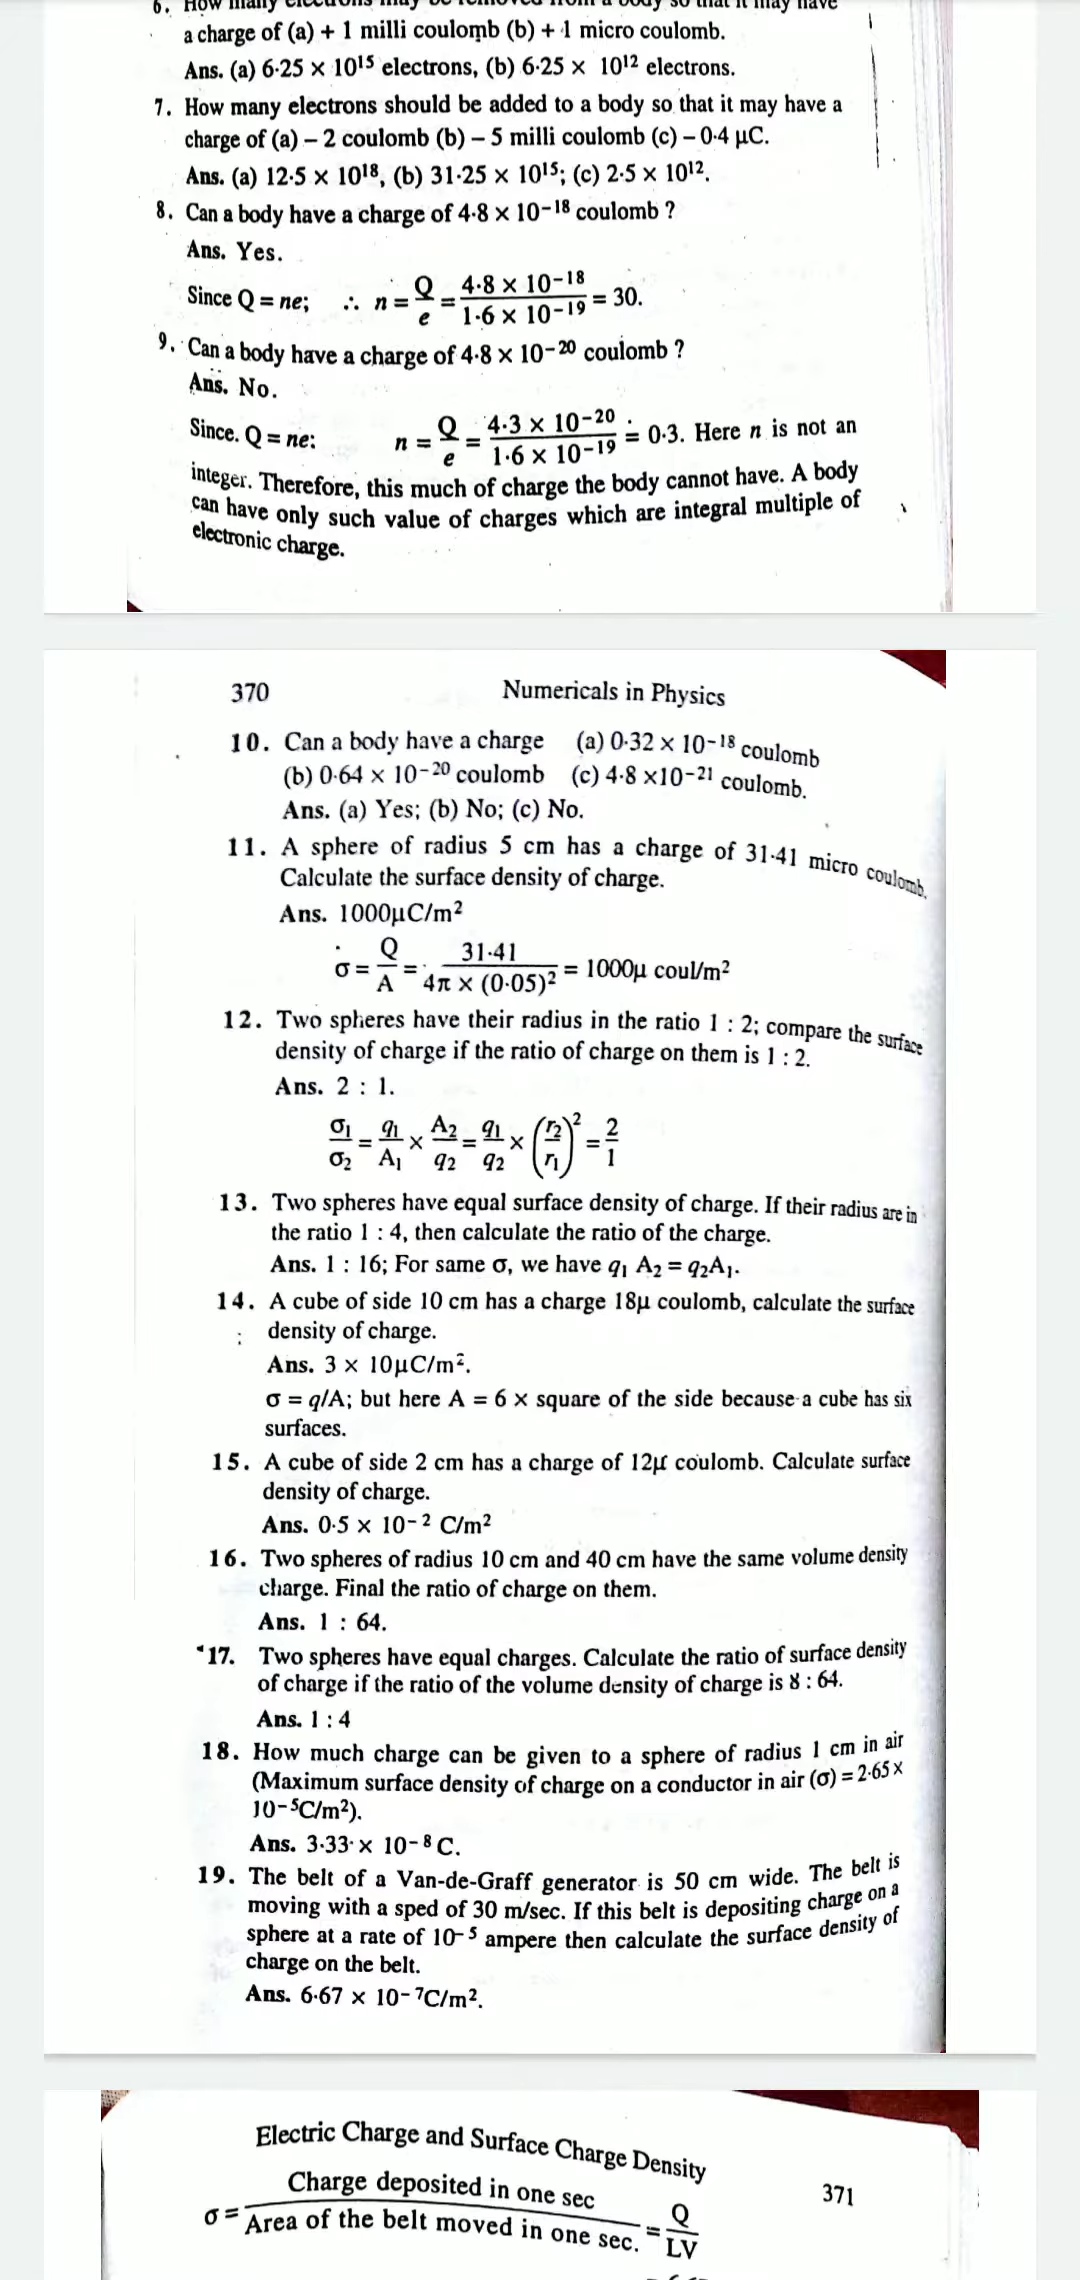 6. How many electrons may be removed from a body so that it may have
a charge of (a) + 1 milli coulomb (b) + 1 micro coulomb.
Ans. (a) 6·25 × 10¹⁵ electrons, (b) 6·25 × 10¹² electrons.
7. How many electrons should be added to a body so that it may have a
charge of (a) – 2 coulomb (b) – 5 milli coulomb (c) – 0·4 μC.
Ans. (a) 12·5 × 10¹⁸, (b) 31·25 × 10¹⁵; (c) 2·5 × 10¹².
8. Can a body have a charge of 4·8 × 10⁻¹⁸ coulomb ?
Ans. Yes.
Since Q = ne; ∴ n = Q/e = 4·8 × 10⁻¹⁸ / 1·6 × 10⁻¹⁹ = 30.
9. Can a body have a charge of 4·8 × 10⁻²⁰ coulomb ?
Ans. No.
Since. Q = ne: n = Q/e = 4·3 × 10⁻²⁰ / 1·6 × 10⁻¹⁹ = 0·3. Here n is not an
integer. Therefore, this much of charge the body cannot have. A body
can have only such value of charges which are integral multiple of
electronic charge.
370 Numericals in Physics
10. Can a body have a charge (a) 0·32 × 10⁻¹⁸ coulomb
(b) 0·64 × 10⁻²⁰ coulomb (c) 4·8 ×10⁻²¹ coulomb.
Ans. (a) Yes; (b) No; (c) No.
11. A sphere of radius 5 cm has a charge of 31·41 micro coulomb.
Calculate the surface density of charge.
Ans. 1000μC/m²
σ = Q/A = 31·41 / 4π × (0·05)² = 1000μ coul/m²
12. Two spheres have their radius in the ratio 1 : 2; compare the surface
density of charge if the ratio of charge on them is 1 : 2.
Ans. 2 : 1.
σ₁/σ₂ = q₁/A₁ × A₂/q₂ = q₁/q₂ × (r₂/r₁)² = 2/1
13. Two spheres have equal surface density of charge. If their radius are in
the ratio 1 : 4, then calculate the ratio of the charge.
Ans. 1 : 16; For same σ, we have q₁ A₂ = q₂A₁.
14. A cube of side 10 cm has a charge 18μ coulomb, calculate the surface
density of charge.
Ans. 3 × 10μC/m².
σ = q/A; but here A = 6 × square of the side because a cube has six
surfaces.
15. A cube of side 2 cm has a charge of 12μ coulomb. Calculate surface
density of charge.
Ans. 0·5 × 10⁻² C/m²
16. Two spheres of radius 10 cm and 40 cm have the same volume density
charge. Final the ratio of charge on them.
Ans. 1 : 64.
17. Two spheres have equal charges. Calculate the ratio of surface density
of charge if the ratio of the volume density of charge is 8 : 64.
Ans. 1 : 4
18. How much charge can be given to a sphere of radius 1 cm in air
(Maximum surface density of charge on a conductor in air (σ) = 2·65 ×
10⁻⁵C/m²).
Ans. 3·33 × 10⁻⁸ C.
19. The belt of a Van-de-Graff generator is 50 cm wide. The belt is
moving with a sped of 30 m/sec. If this belt is depositing charge on a
sphere at a rate of 10⁻⁵ ampere then calculate the surface density of
charge on the belt.
Ans. 6·67 × 10⁻⁷C/m².
Electric Charge and Surface Charge Density 371
σ = Charge deposited in one sec / Area of the belt moved in one sec. = Q/LV